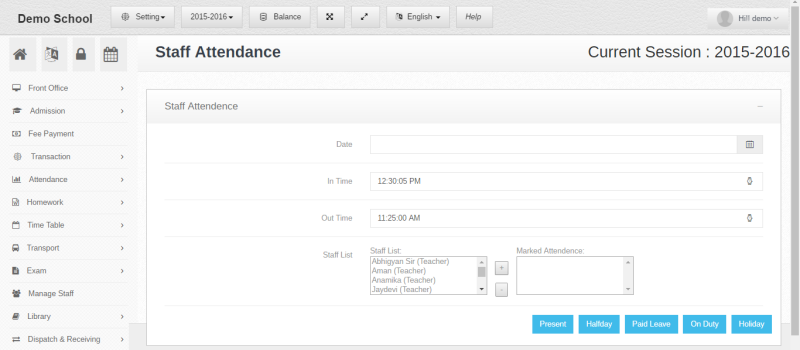 Demo School
Setting
2015-2016
Balance
English
Help
Hill demo
Staff Attendance
Current Session : 2015-2016
Front Office
Admission
Fee Payment
Transaction
Attendance
Homework
Time Table
Transport
Exam
Manage Staff
Library
Dispatch & Receiving
Staff Attendence
Date
In Time
12:30:05 PM
Out Time
11:25:00 AM
Staff List
Staff List:
Abhigyan Sir (Teacher)
Aman (Teacher)
Anamika (Teacher)
Jaydevi (Teacher)
+
-
Marked Attendence:
Present
Halfday
Paid Leave
On Duty
Holiday